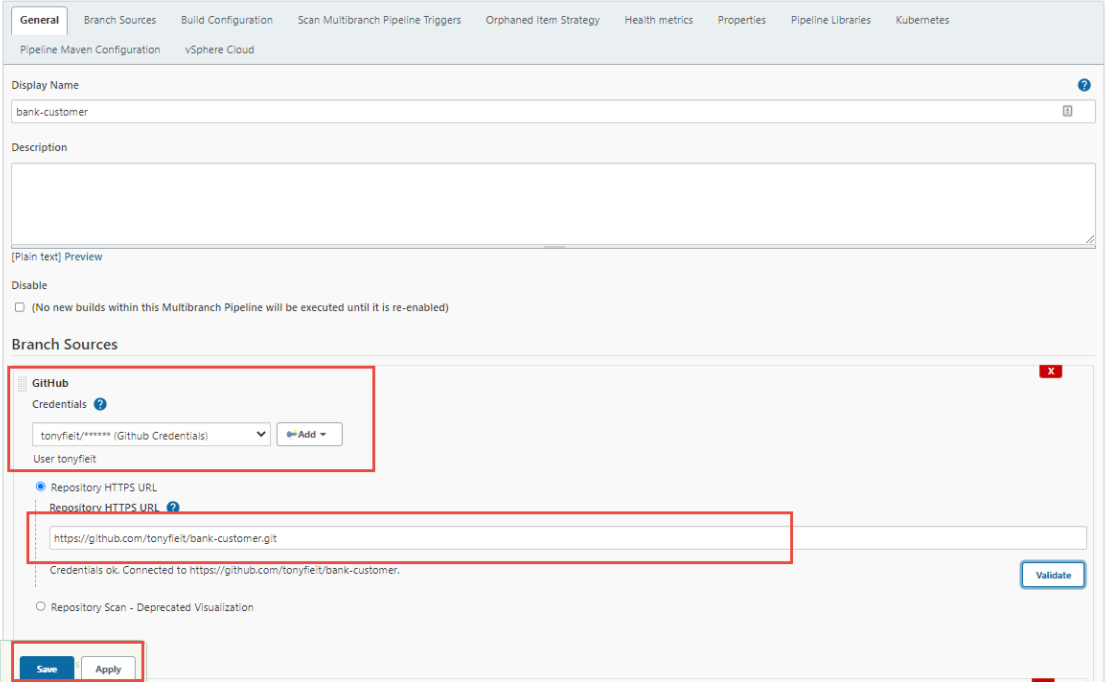 General Branch Sources Build Configuration Scan Multibranch Pipeline Triggers Orphaned Item Strategy Health metrics Properties Pipeline Libraries Kubernetes
Pipeline Maven Configuration vSphere Cloud
Display Name ?
bank-customer
Description
[Plain text] Preview
Disable
(No new builds within this Multibranch Pipeline will be executed until it is re-enabled)
Branch Sources
GitHub X
Credentials ?
tonyfieit/****** (Github Credentials) Add
User tonyfieit
Repository HTTPS URL
Repository HTTPS URL ?
https://github.com/tonyfieit/bank-customer.git
Credentials ok. Connected to https://github.com/tonyfieit/bank-customer.
Validate
Repository Scan - Deprecated Visualization
Save Apply